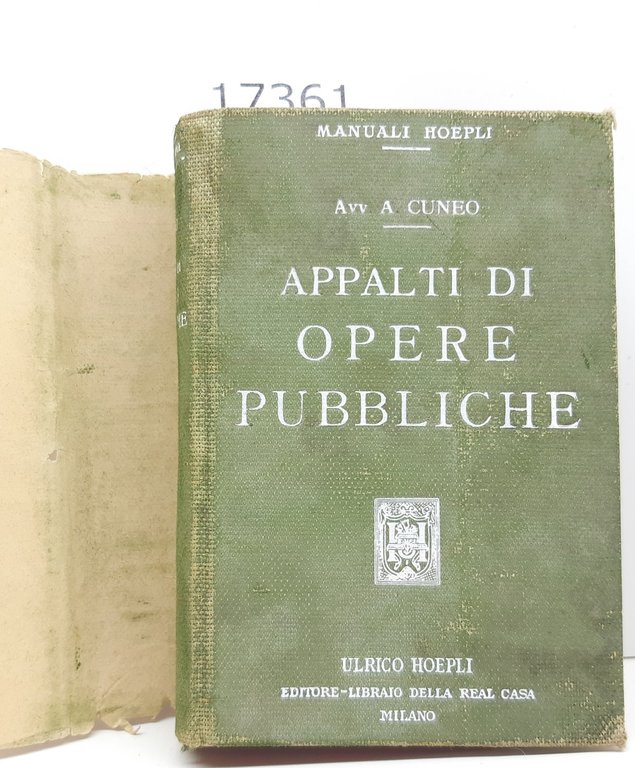 17361
MANUALI HOEPLI
AVV A CUNEO
APPALTI DI
OPERE
PUBBLICHE
ULRICO HOEPLI
EDITORE-LIBRAIO DELLA REAL CASA
MILANO